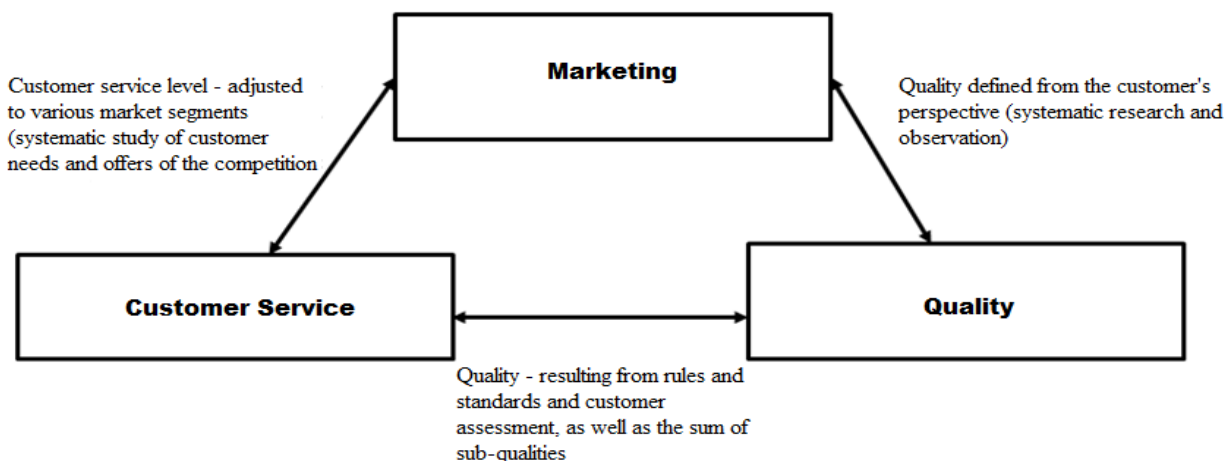 Marketing
Customer service level - adjusted
to various market segments
(systematic study of customer
needs and offers of the competition
Quality defined from the customer's
perspective (systematic research and
observation)
Customer Service
Quality
Quality - resulting from rules and
standards and customer
assessment, as well as the sum of
sub-qualities